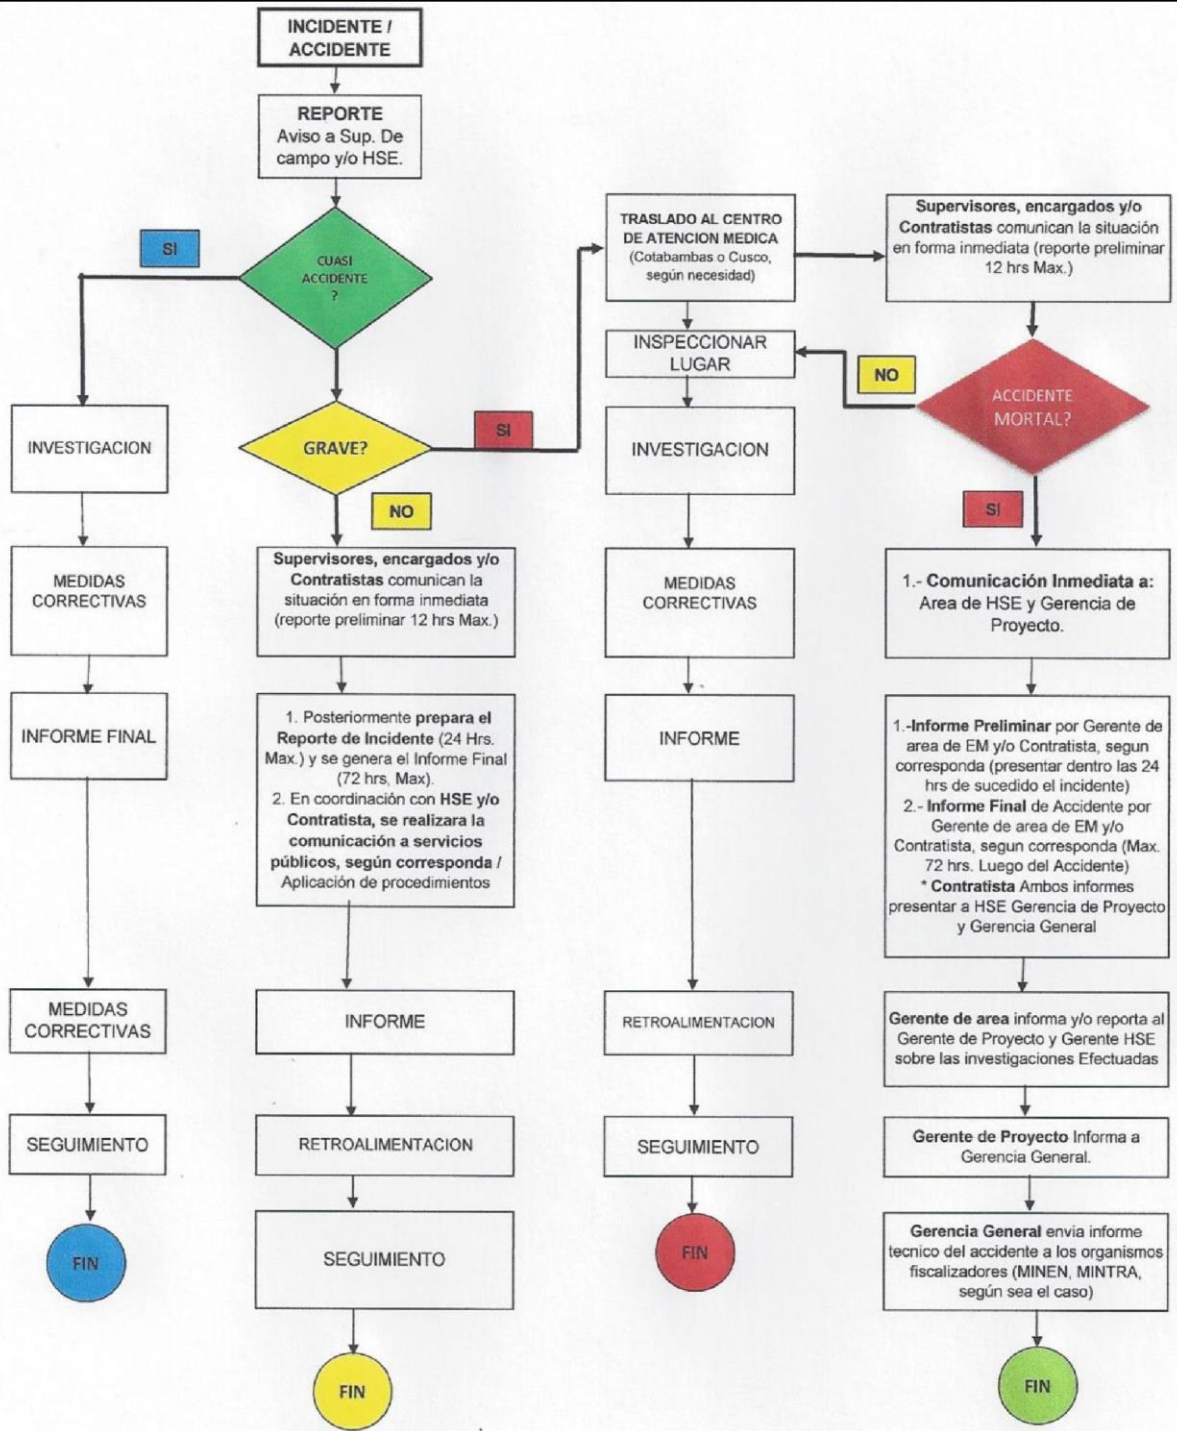 INCIDENTE /
ACCIDENTE
REPORTE
Aviso a Sup. De
campo y/o HSE.
SI
CUASI
ACCIDENTE
?
GRAVE?
SI
NO
INVESTIGACION
MEDIDAS
CORRECTIVAS
INFORME FINAL
MEDIDAS
CORRECTIVAS
SEGUIMIENTO
FIN
Supervisores, encargados y/o
Contratistas comunican la
situación en forma inmediata
(reporte preliminar 12 hrs Max.)
1. Posteriormente prepara el
Reporte de Incidente (24 Hrs.
Max.) y se genera el Informe Final
(72 hrs, Max).
2. En coordinación con HSE y/o
Contratista, se realizara la
comunicación a servicios
públicos, según corresponda /
Aplicación de procedimientos
INFORME
RETROALIMENTACION
SEGUIMIENTO
FIN
TRASLADO AL CENTRO
DE ATENCION MEDICA
(Cotabambas o Cusco,
según necesidad)
INSPECCIONAR
LUGAR
INVESTIGACION
MEDIDAS
CORRECTIVAS
INFORME
RETROALIMENTACION
SEGUIMIENTO
FIN
Supervisores, encargados y/o
Contratistas comunican la situación
en forma inmediata (reporte preliminar
12 hrs Max.)
NO
ACCIDENTE
MORTAL?
SI
1.- Comunicación Inmediata a:
Area de HSE y Gerencia de
Proyecto.
1.-Informe Preliminar por Gerente de
area de EM y/o Contratista, segun
corresponda (presentar dentro las 24
hrs de sucedido el incidente)
2.- Informe Final de Accidente por
Gerente de area de EM y/o
Contratista, segun corresponda (Max.
72 hrs. Luego del Accidente)
* Contratista Ambos informes
presentar a HSE Gerencia de Proyecto
y Gerencia General
Gerente de area informa y/o reporta al
Gerente de Proyecto y Gerente HSE
sobre las investigaciones Efectuadas
Gerente de Proyecto Informa a
Gerencia General.
Gerencia General envia informe
tecnico del accidente a los organismos
fiscalizadores (MINEN, MINTRA,
según sea el caso)
FIN